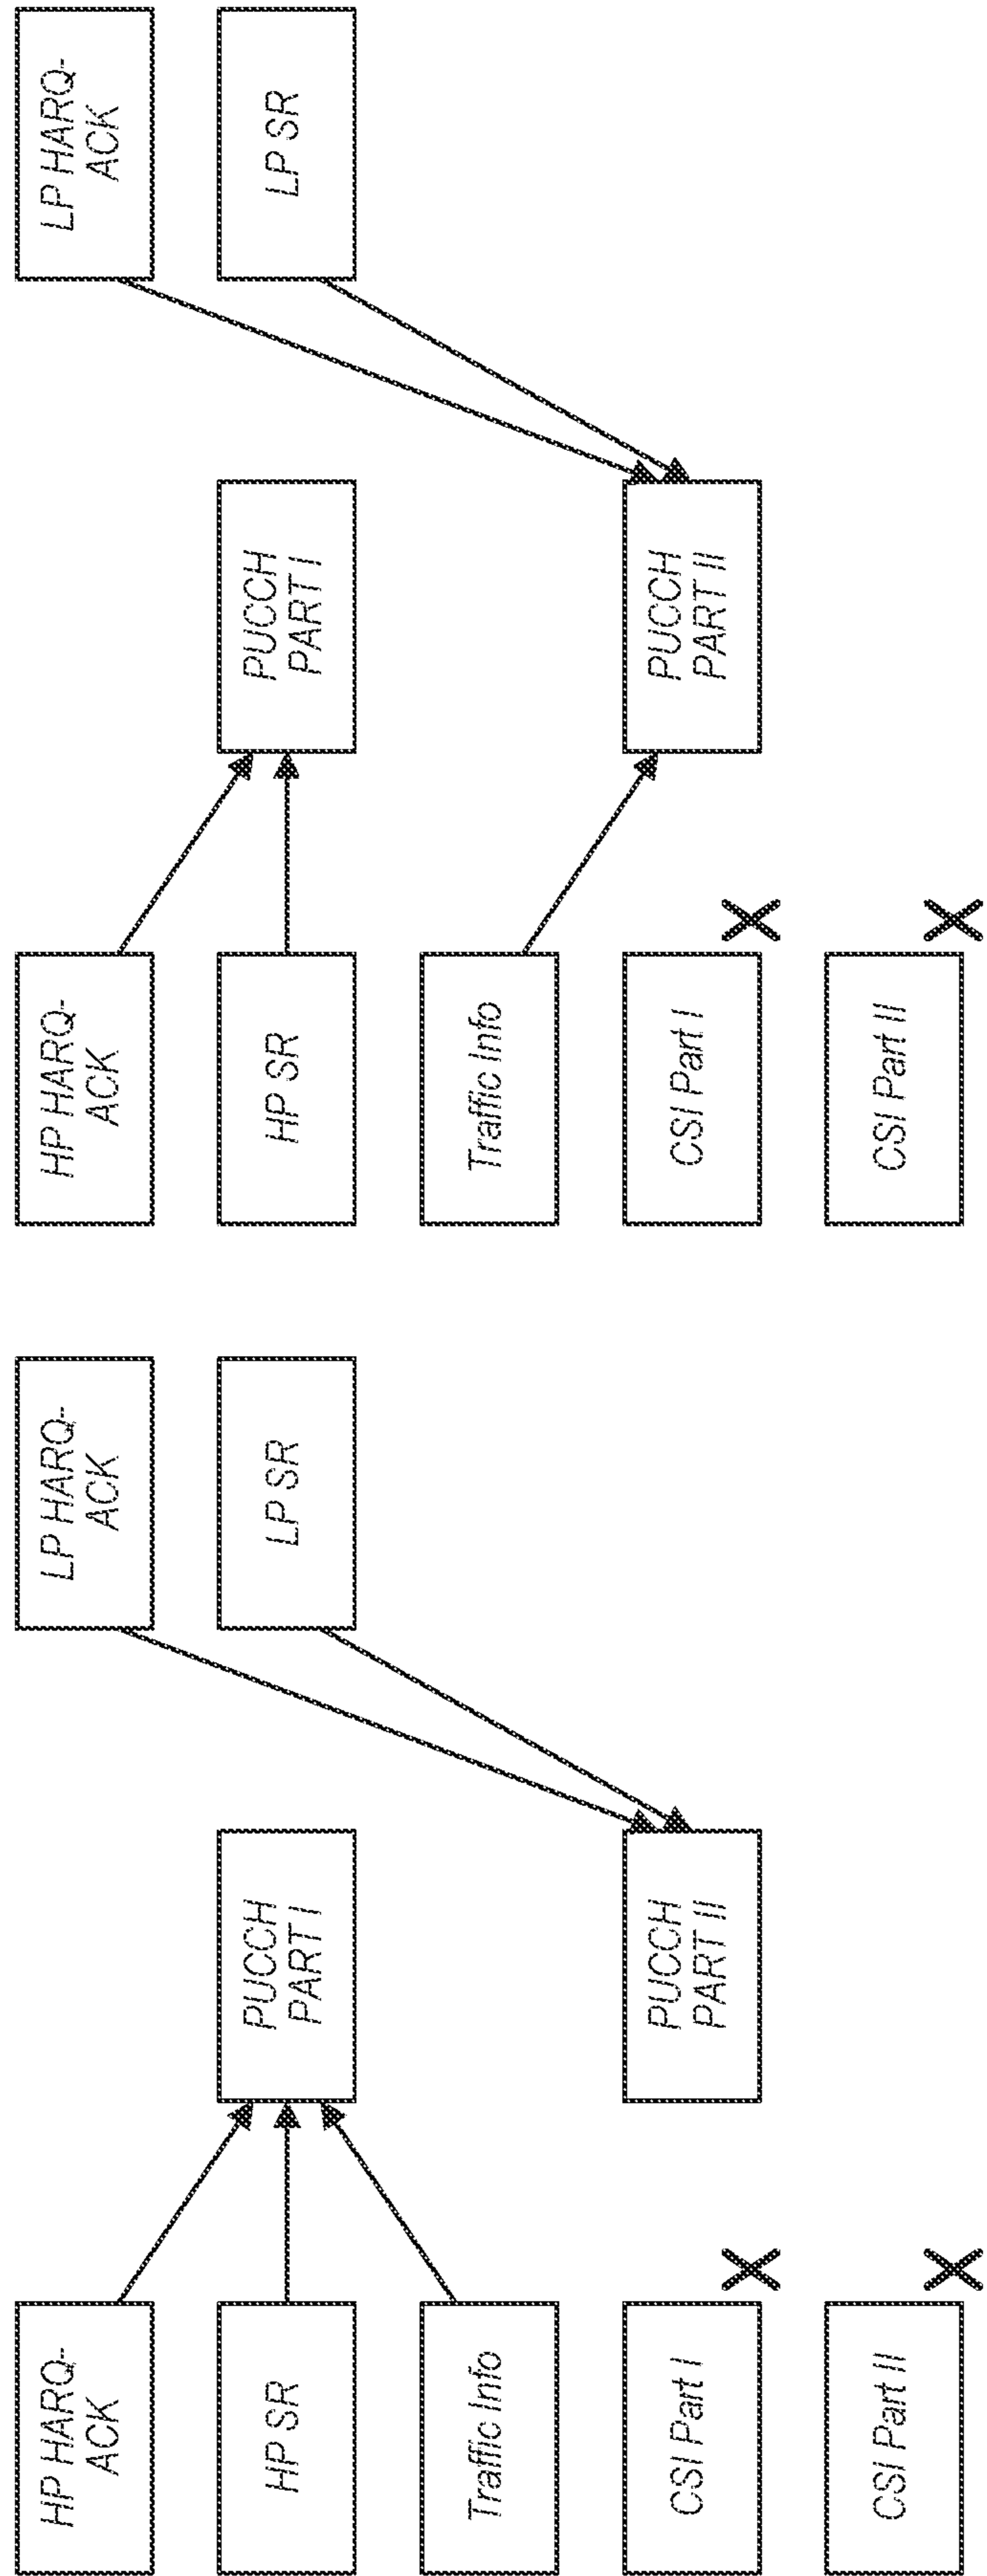 HP HARQ-
ACK
HP SR
Traffic Info
CSI Part I
CSI Part II
PUCCH
PART I
PUCCH
PART II
LP HARQ-
ACK
LP SR
HP HARQ-
ACK
HP SR
Traffic Info
CSI Part I
CSI Part II
PUCCH
PART I
PUCCH
PART II
LP HARQ-
ACK
LP SR